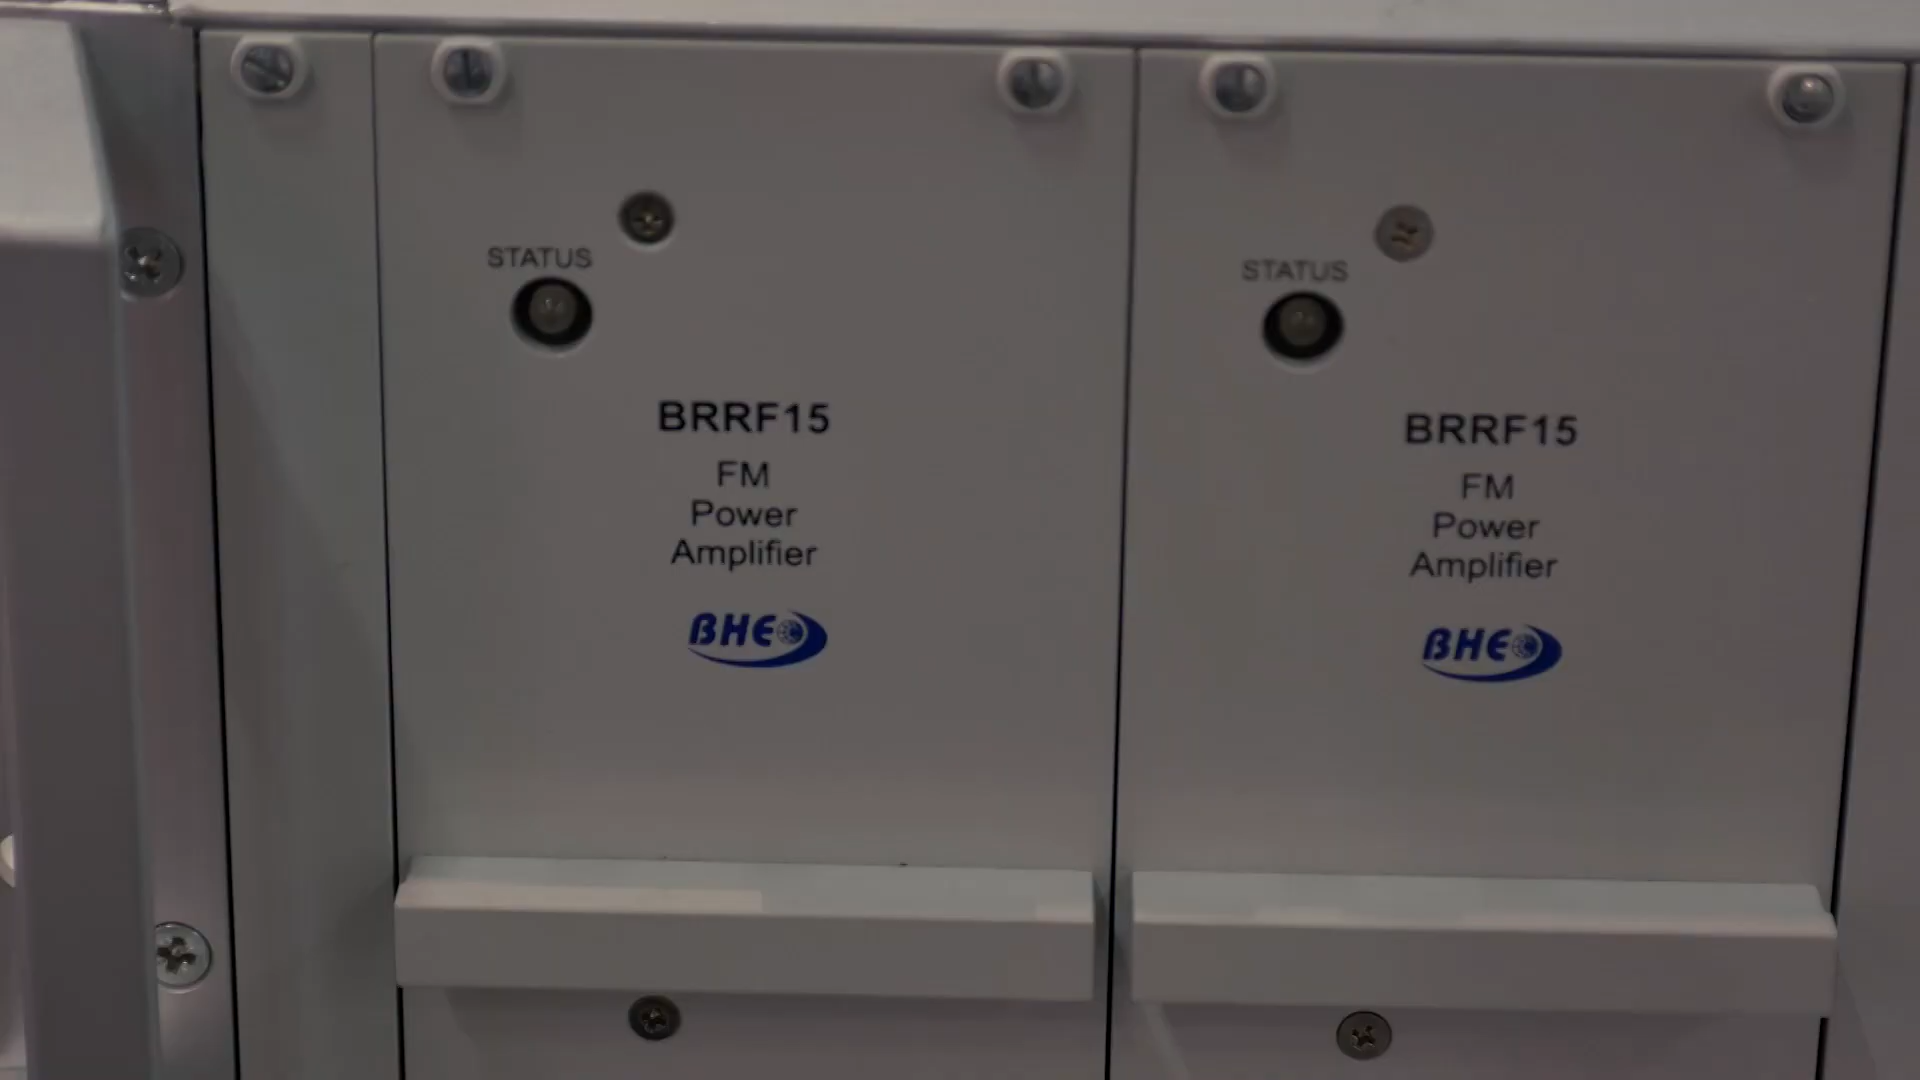 STATUS
BRRF15
FM
Power
Amplifier
BHE
STATUS
BRRF15
FM
Power
Amplifier
BHE